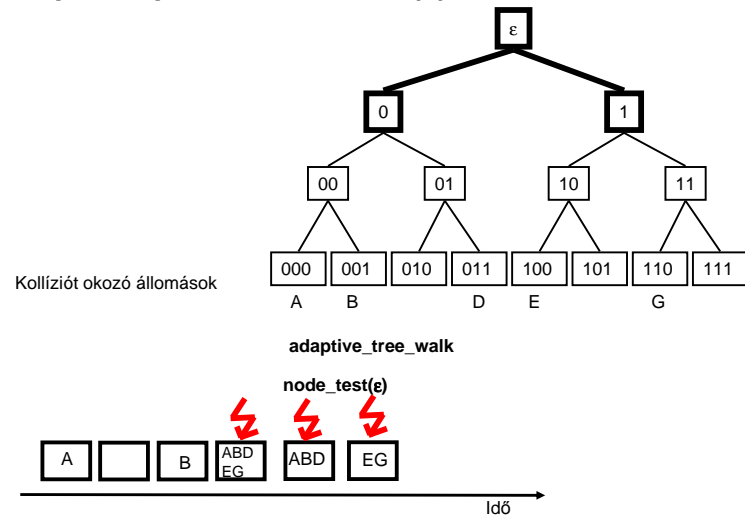 ε
0 1
00 01 10 11
000 001 010 011 100 101 110 111
Kollíziót okozó állomások
A B D E G
adaptive_tree_walk
node_test(ε)
A B ABD EG ABD EG
Idő